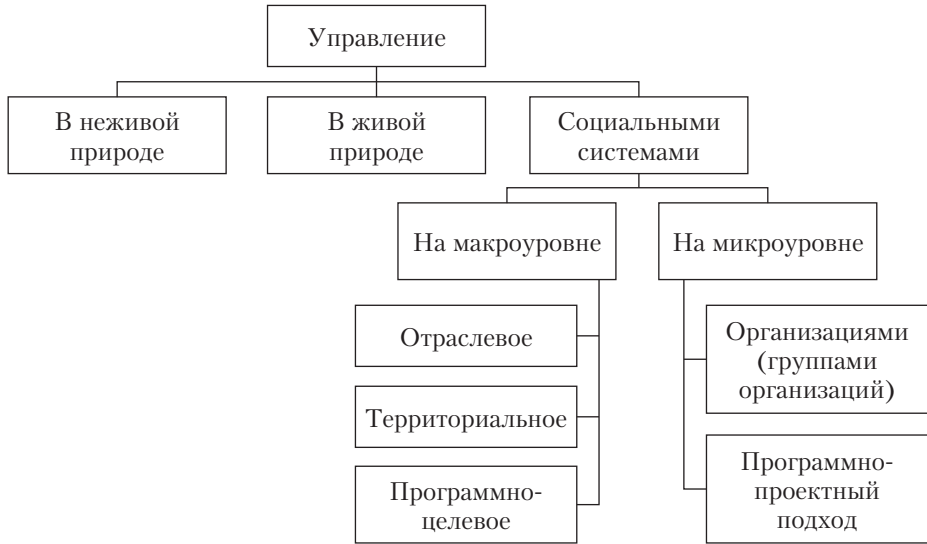 Управление
В неживой
природе
В живой
природе
Социальными
системами
На макроуровне
На микроуровне
Отраслевое
Территориальное
Программно-
целевое
Организациями
(группами
организаций)
Программно-
проектный
подход